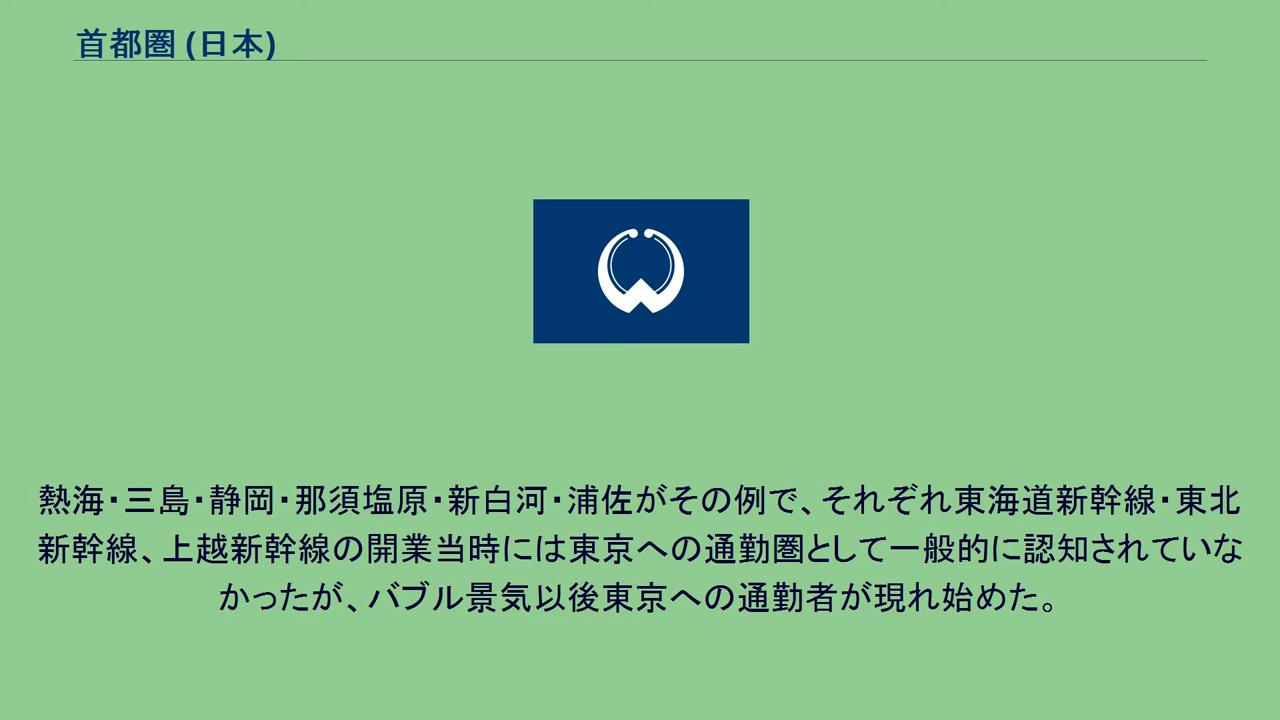 首都圏 (日本)
熱海・三島・静岡・那須塩原・新白河・浦佐がその例で、それぞれ東海道新幹線・東北
新幹線、上越新幹線の開業当時には東京への通勤圏として一般的に認知されていな
かったが、バブル景気以後東京への通勤者が現れ始めた。